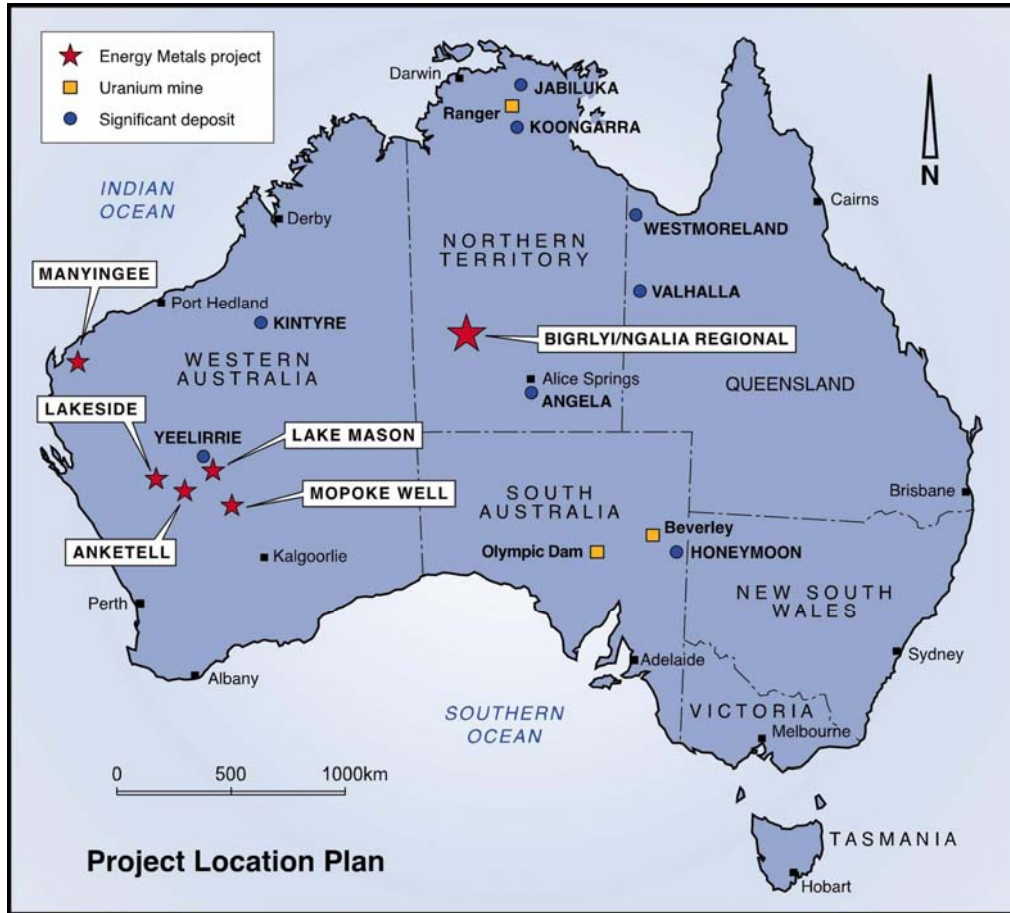 Energy Metals project
Uranium mine
Significant deposit
Darwin
JABILUKA
Ranger
KOONGARRA
N
INDIAN
OCEAN
Derby
Cairns
WESTMORELAND
NORTHERN
TERRITORY
MANYINGEE
Port Hedland
KINTYRE
VALHALLA
BIGRLYI/NGALIA REGIONAL
WESTERN
AUSTRALIA
Alice Springs
ANGELA
QUEENSLAND
LAKESIDE
YEELIRRIE
LAKE MASON
MOPOKE WELL
ANKETELL
SOUTH
AUSTRALIA
Brisbane
Beverley
Olympic Dam
HONEYMOON
Kalgoorlie
NEW SOUTH
WALES
Perth
Albany
Adelaide
Sydney
SOUTHERN
OCEAN
VICTORIA
Melbourne
0 500 1000km
TASMANIA
Project Location Plan
Hobart